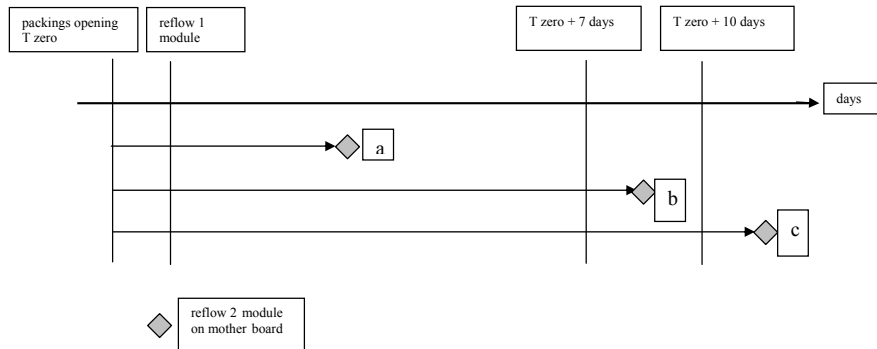 packings opening
T zero
reflow 1
module
T zero + 7 days
T zero + 10 days
days
a
b
c
reflow 2 module
on mother board